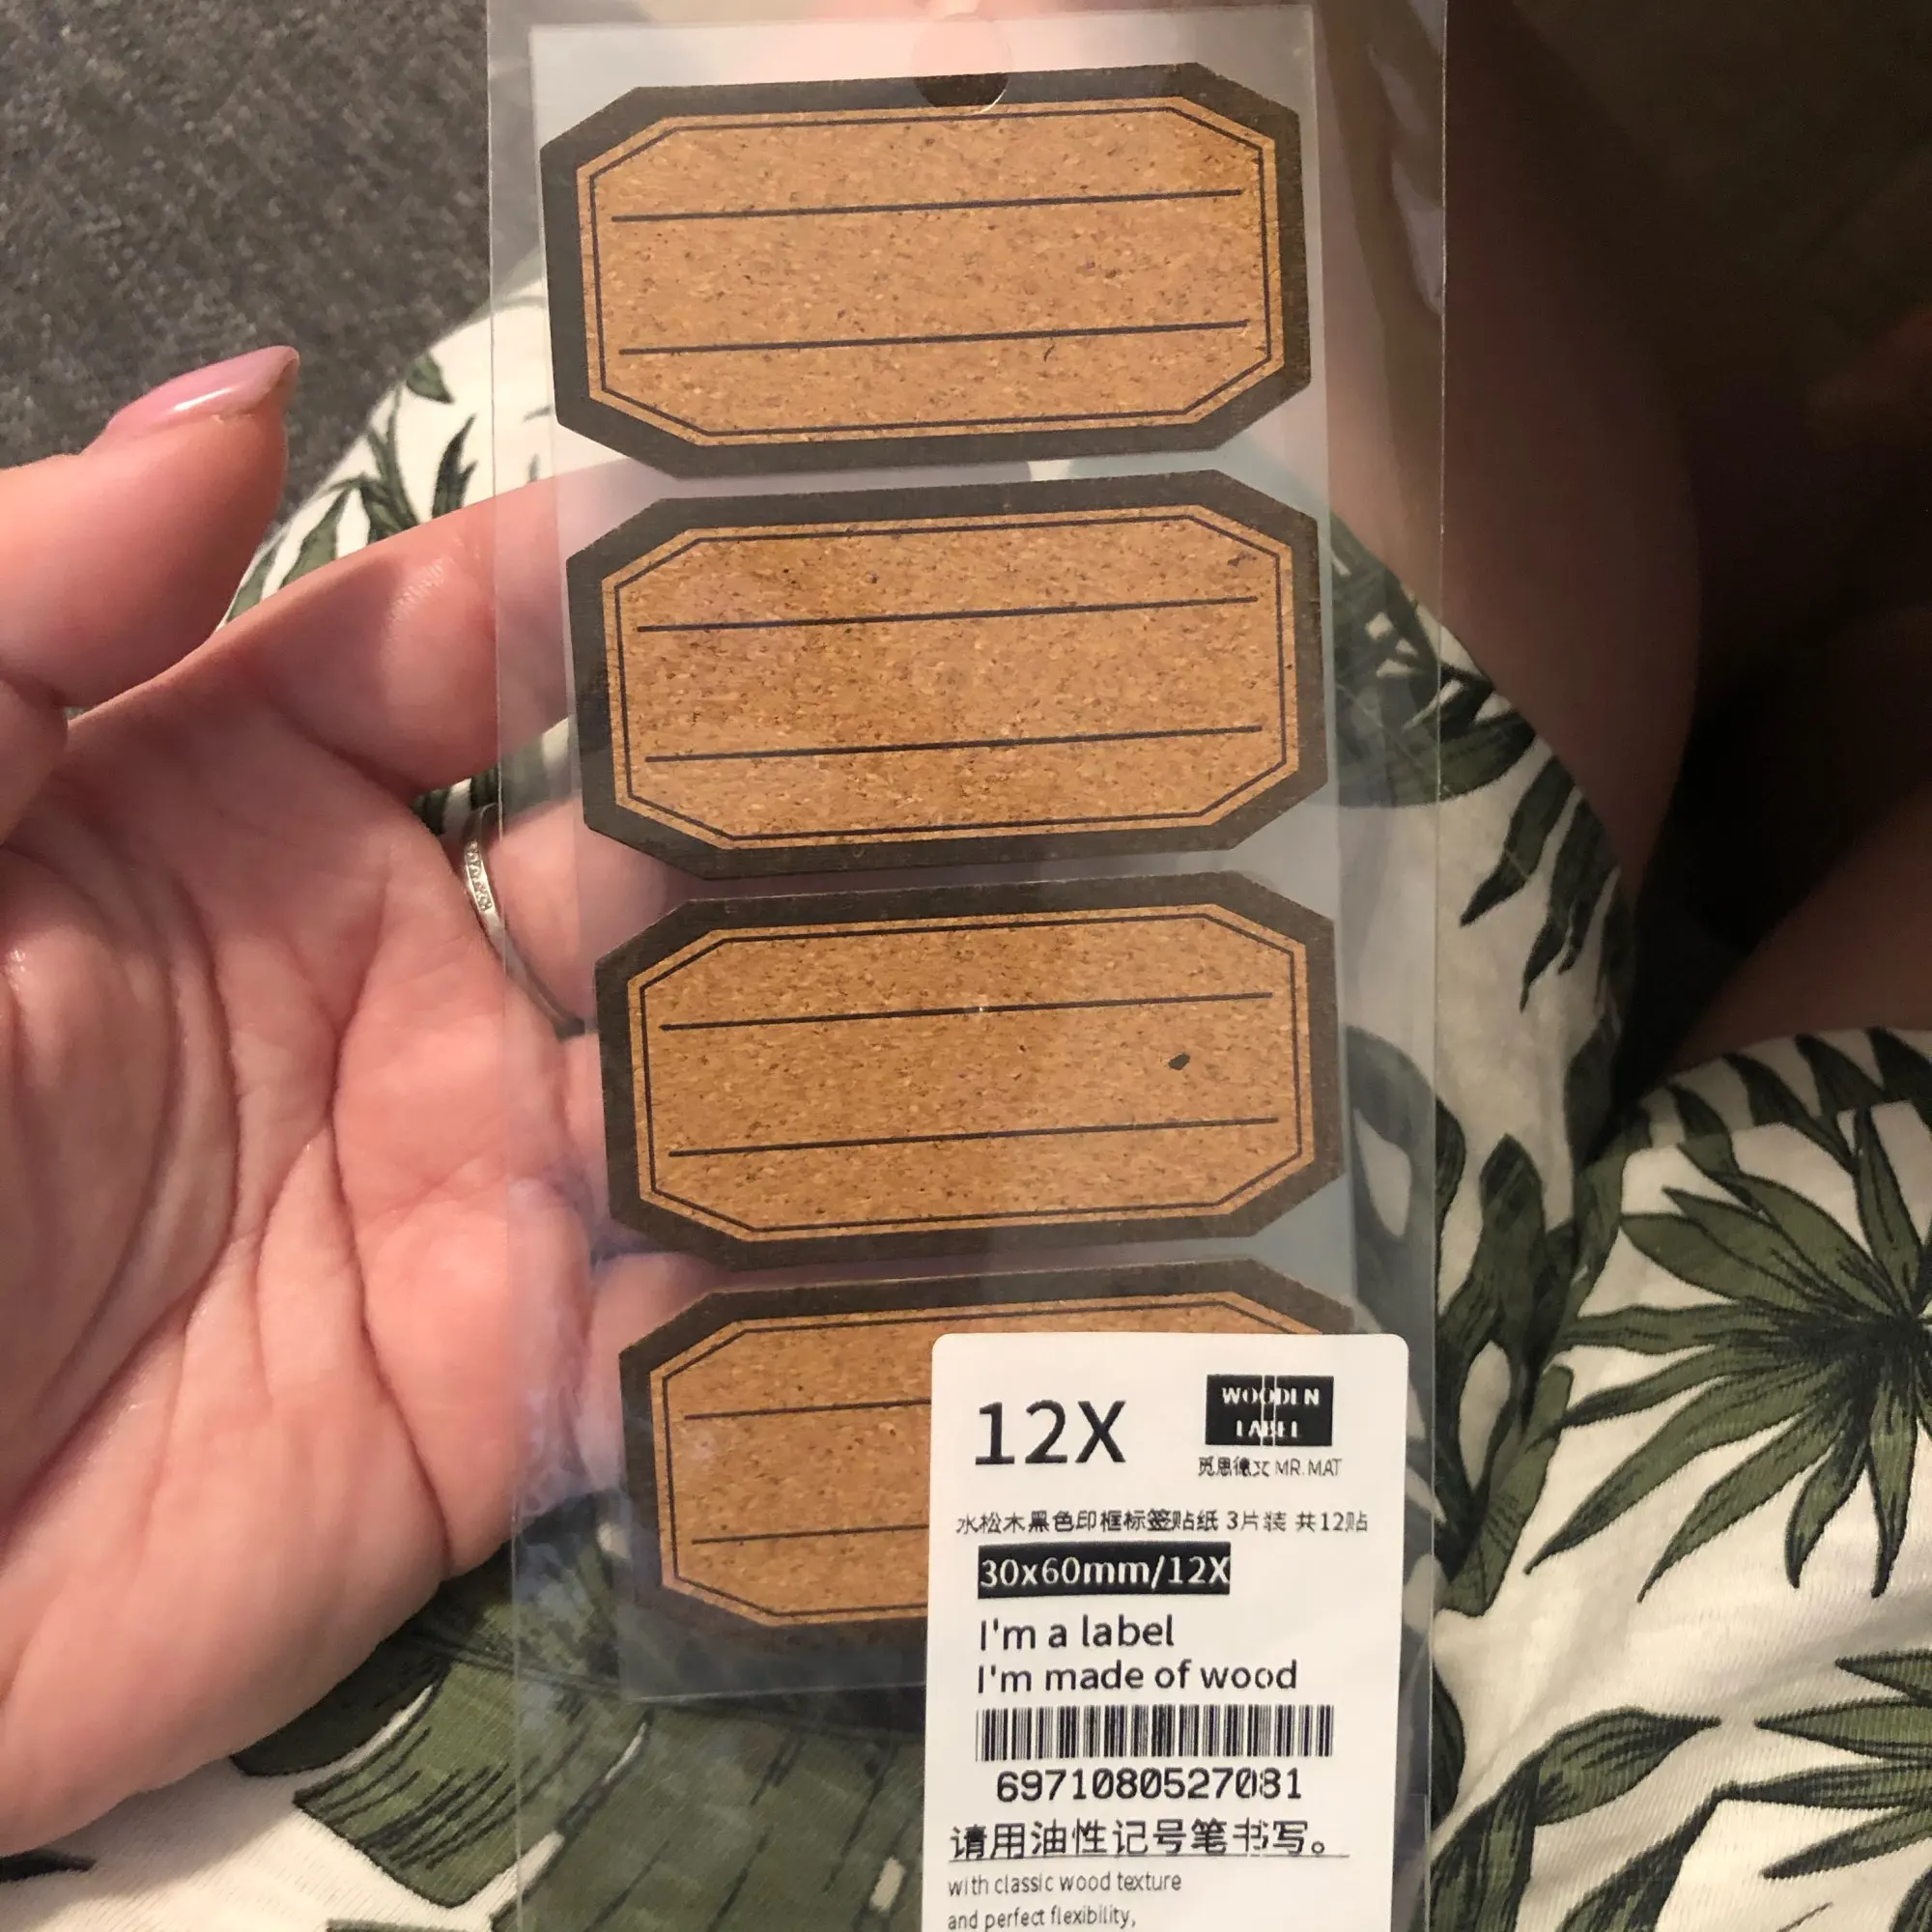 12X
WOODEN
LABEL
觅思德文 MR.MAT
水松木黑色印框标签贴纸 3片装 共12贴
30x60mm/12X
I'm a label
I'm made of wood
6971080527081
请用油性记号笔书写。
with classic wood texture
and perfect flexibility,